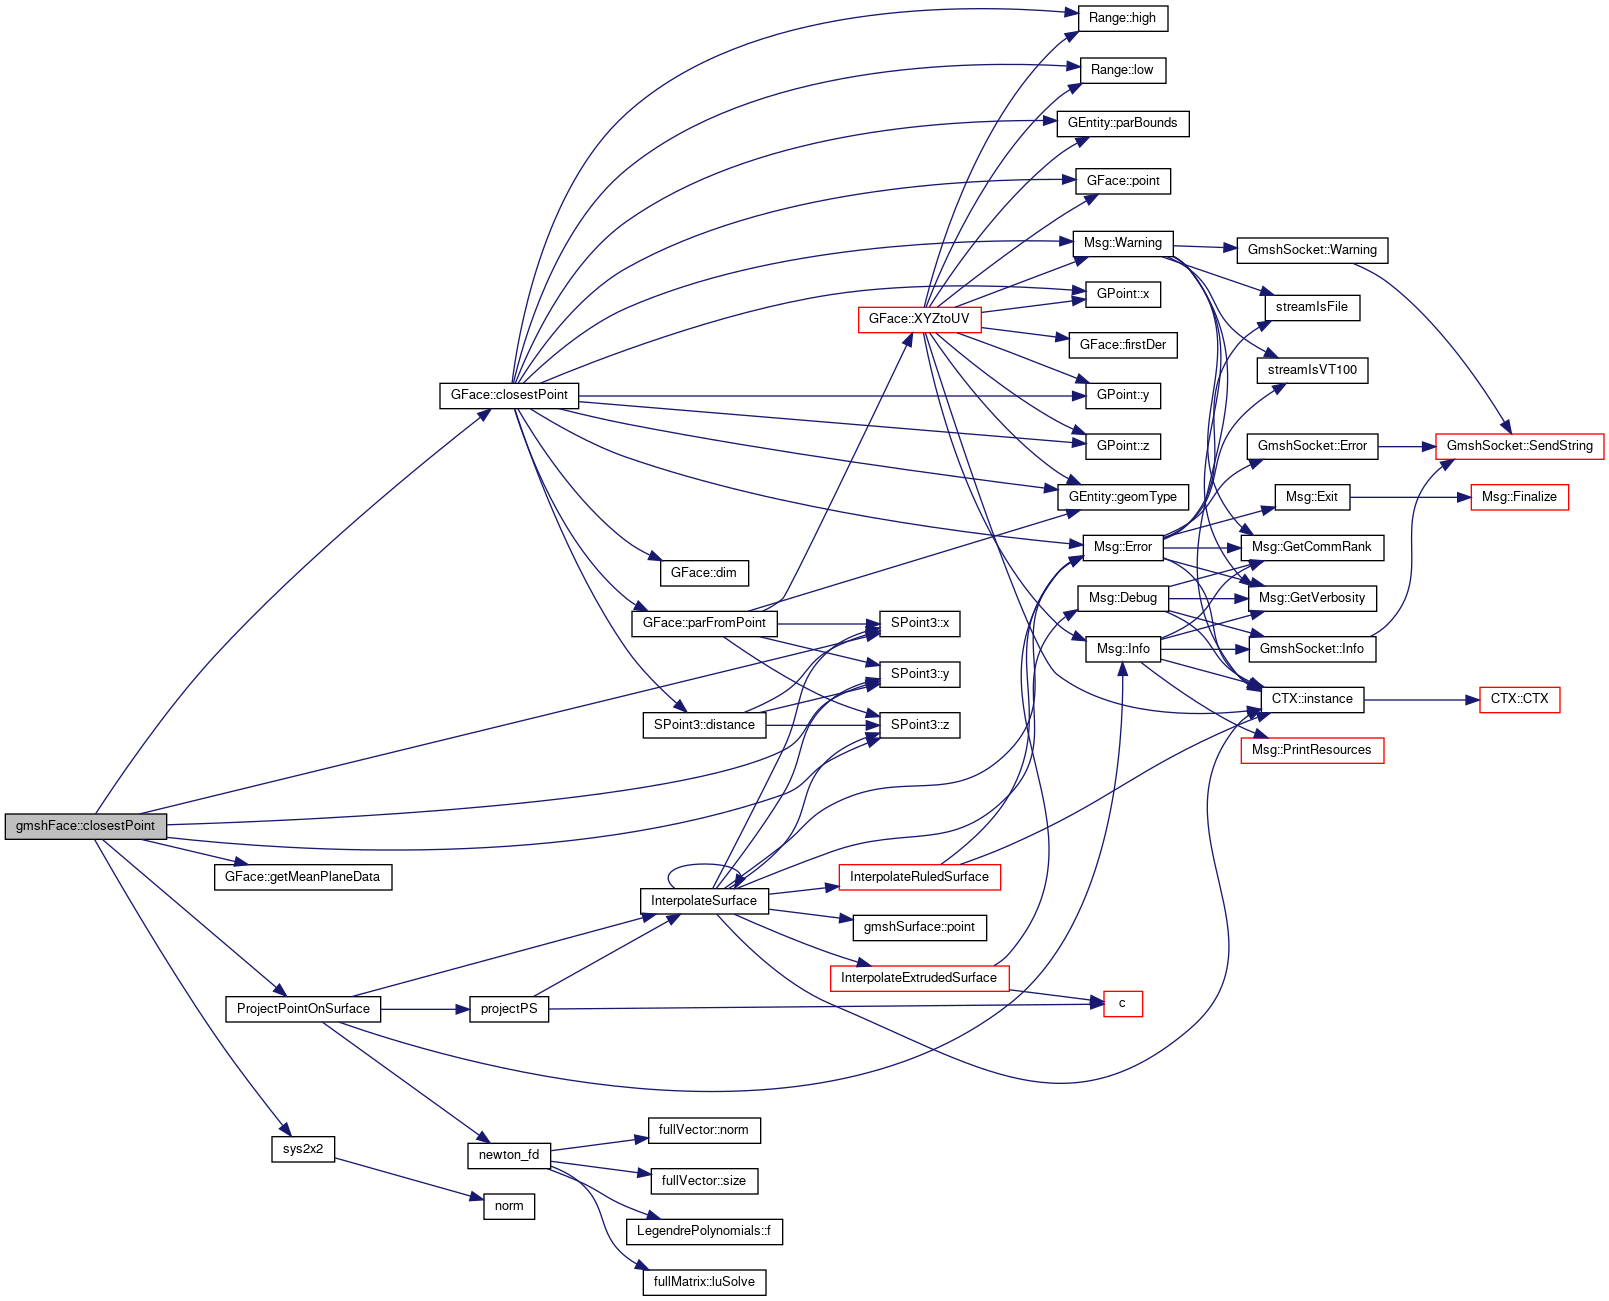 Range::high
Range::low
GEntity::parBounds
GFace::point
Msg::Warning
GmshSocket::Warning
GPoint::x
streamIsFile
GFace::XYZtoUV
GFace::firstDer
streamIsVT100
GFace::closestPoint
GPoint::y
GPoint::z
GmshSocket::Error
GmshSocket::SendString
GEntity::geomType
Msg::Exit
Msg::Finalize
Msg::Error
Msg::GetCommRank
GFace::dim
Msg::Debug
Msg::GetVerbosity
GFace::parFromPoint
SPoint3::x
Msg::Info
GmshSocket::Info
SPoint3::y
CTX::instance
CTX::CTX
SPoint3::distance
SPoint3::z
Msg::PrintResources
gmshFace::closestPoint
GFace::getMeanPlaneData
InterpolateRuledSurface
InterpolateSurface
gmshSurface::point
InterpolateExtrudedSurface
ProjectPointOnSurface
projectPS
c
fullVector::norm
sys2x2
newton_fd
fullVector::size
norm
LegendrePolynomials::f
fullMatrix::luSolve